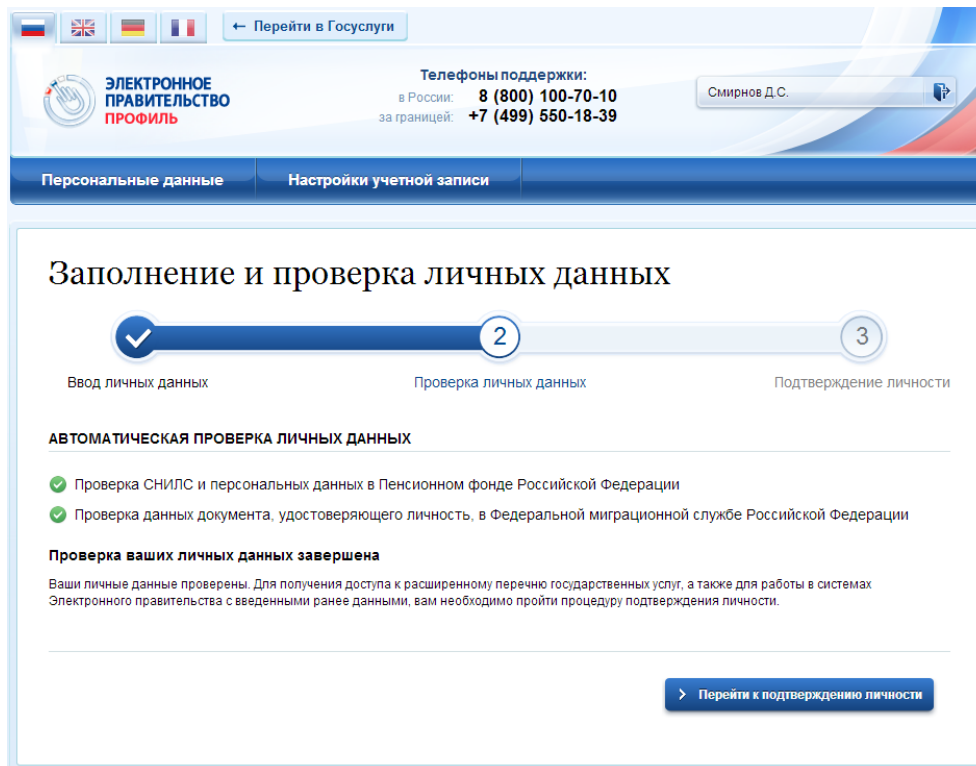 ← Перейти в Госуслуги
ЭЛЕКТРОННОЕ
ПРАВИТЕЛЬСТВО
ПРОФИЛЬ
Телефоны поддержки:
в России: 8 (800) 100-70-10
за границей: +7 (499) 550-18-39
Смирнов Д.С.
Персональные данные Настройки учетной записи
Заполнение и проверка личных данных
2 3
Ввод личных данных Проверка личных данных Подтверждение личности
АВТОМАТИЧЕСКАЯ ПРОВЕРКА ЛИЧНЫХ ДАННЫХ
Проверка СНИЛС и персональных данных в Пенсионном фонде Российской Федерации
Проверка данных документа, удостоверяющего личность, в Федеральной миграционной службе Российской Федерации
Проверка ваших личных данных завершена
Ваши личные данные проверены. Для получения доступа к расширенному перечню государственных услуг, а также для работы в системах
Электронного правительства с введенными ранее данными, вам необходимо пройти процедуру подтверждения личности.
Перейти к подтверждению личности